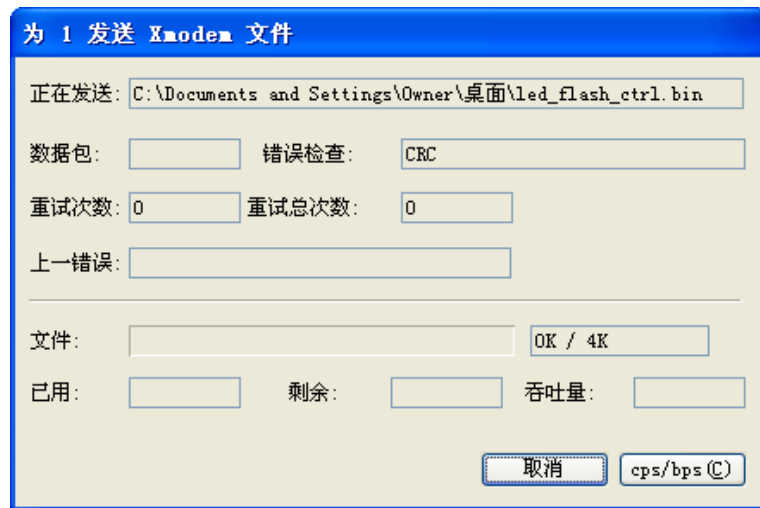 为 1 发送 Xmodem 文件
正在发送: C:\Documents and Settings\Owner\桌面\led_flash_ctrl.bin
数据包: 错误检查: CRC
重试次数: 0 重试总次数: 0
上一错误:
文件: 0K / 4K
已用: 剩余: 吞吐量:
取消 cps/bps(C)